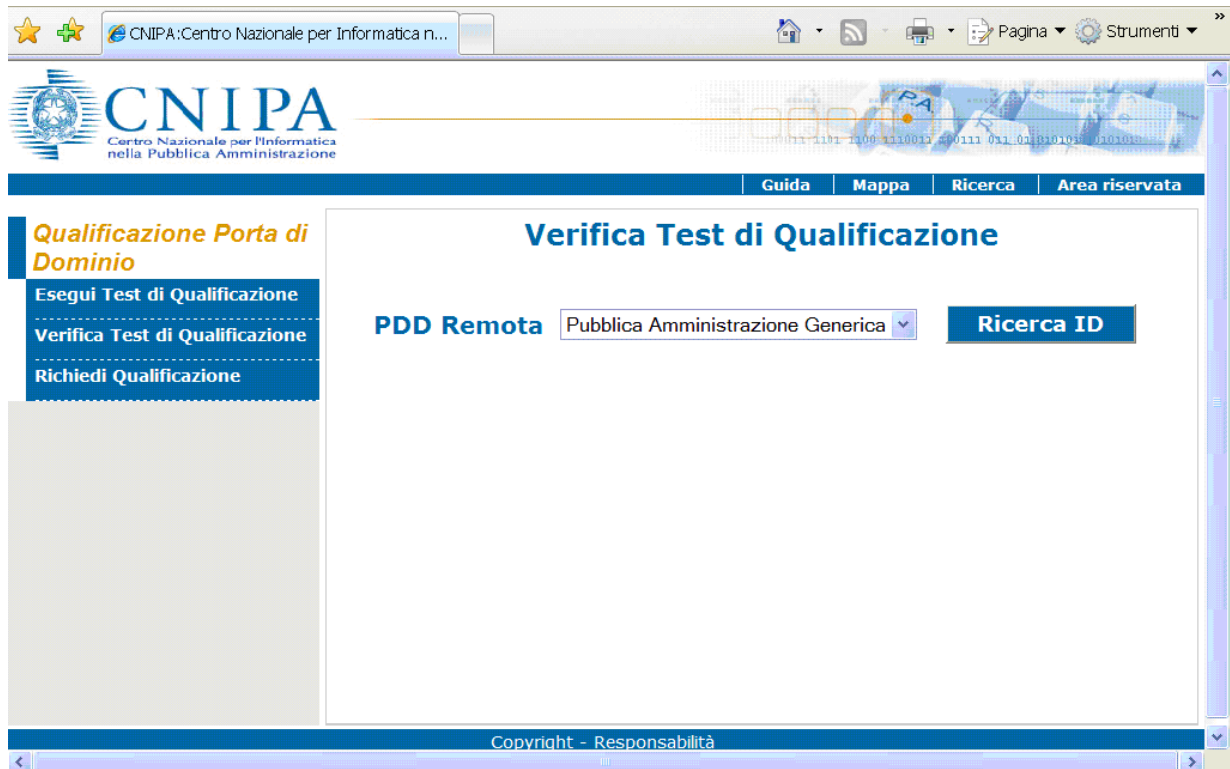 CNIPA:Centro Nazionale per Informatica n...
Pagina
Strumenti
»
CNIPA
Centro Nazionale per l'Informatica
nella Pubblica Amministrazione
PA
Guida
Mappa
Ricerca
Area riservata
Qualificazione Porta di
Dominio
Esegui Test di Qualificazione
Verifica Test di Qualificazione
Richiedi Qualificazione
Verifica Test di Qualificazione
PDD Remota
Pubblica Amministrazione Generica
Ricerca ID
Copyright - Responsabilità